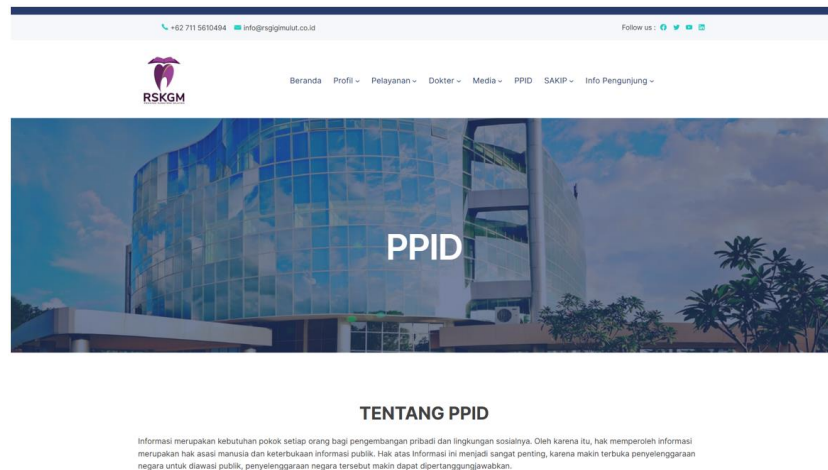 +62 711 5610494 info@rsgigimulut.co.id Follow us :
RSKGM
Beranda Profil Pelayanan Dokter Media PPID SAKIP Info Pengunjung
PPID
TENTANG PPID
Informasi merupakan kebutuhan pokok setiap orang bagi pengembangan pribadi dan lingkungan sosialnya. Oleh karena itu, hak memperoleh informasi
merupakan hak asasi manusia dan keterbukaan informasi publik. Hak atas Informasi ini menjadi sangat penting, karena makin terbuka penyelenggaraan
negara untuk diawasi publik, penyelenggaraan negara tersebut makin dapat dipertanggungjawabkan.